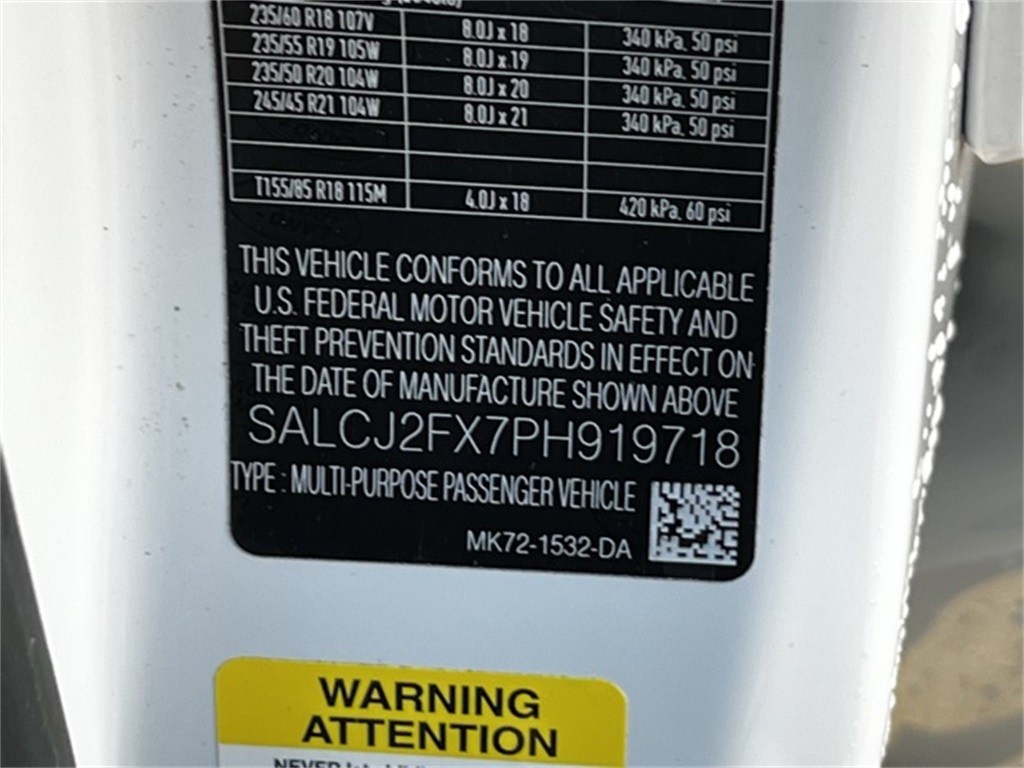 235/60 R18 107V 8.0J x 18 340 kPa, 50 psi
235/55 R19 105W 8.0J x 19 340 kPa, 50 psi
235/50 R20 104W 8.0J x 20 340 kPa, 50 psi
245/45 R21 104W 8.0J x 21 340 kPa, 50 psi
T155/85 R18 115M 4.0J x 18 420 kPa, 60 psi
THIS VEHICLE CONFORMS TO ALL APPLICABLE
U.S. FEDERAL MOTOR VEHICLE SAFETY AND
THEFT PREVENTION STANDARDS IN EFFECT ON
THE DATE OF MANUFACTURE SHOWN ABOVE
SALCJ2FX7PH919718
TYPE : MULTI-PURPOSE PASSENGER VEHICLE
MK72-1532-DA
WARNING
ATTENTION
NEVER